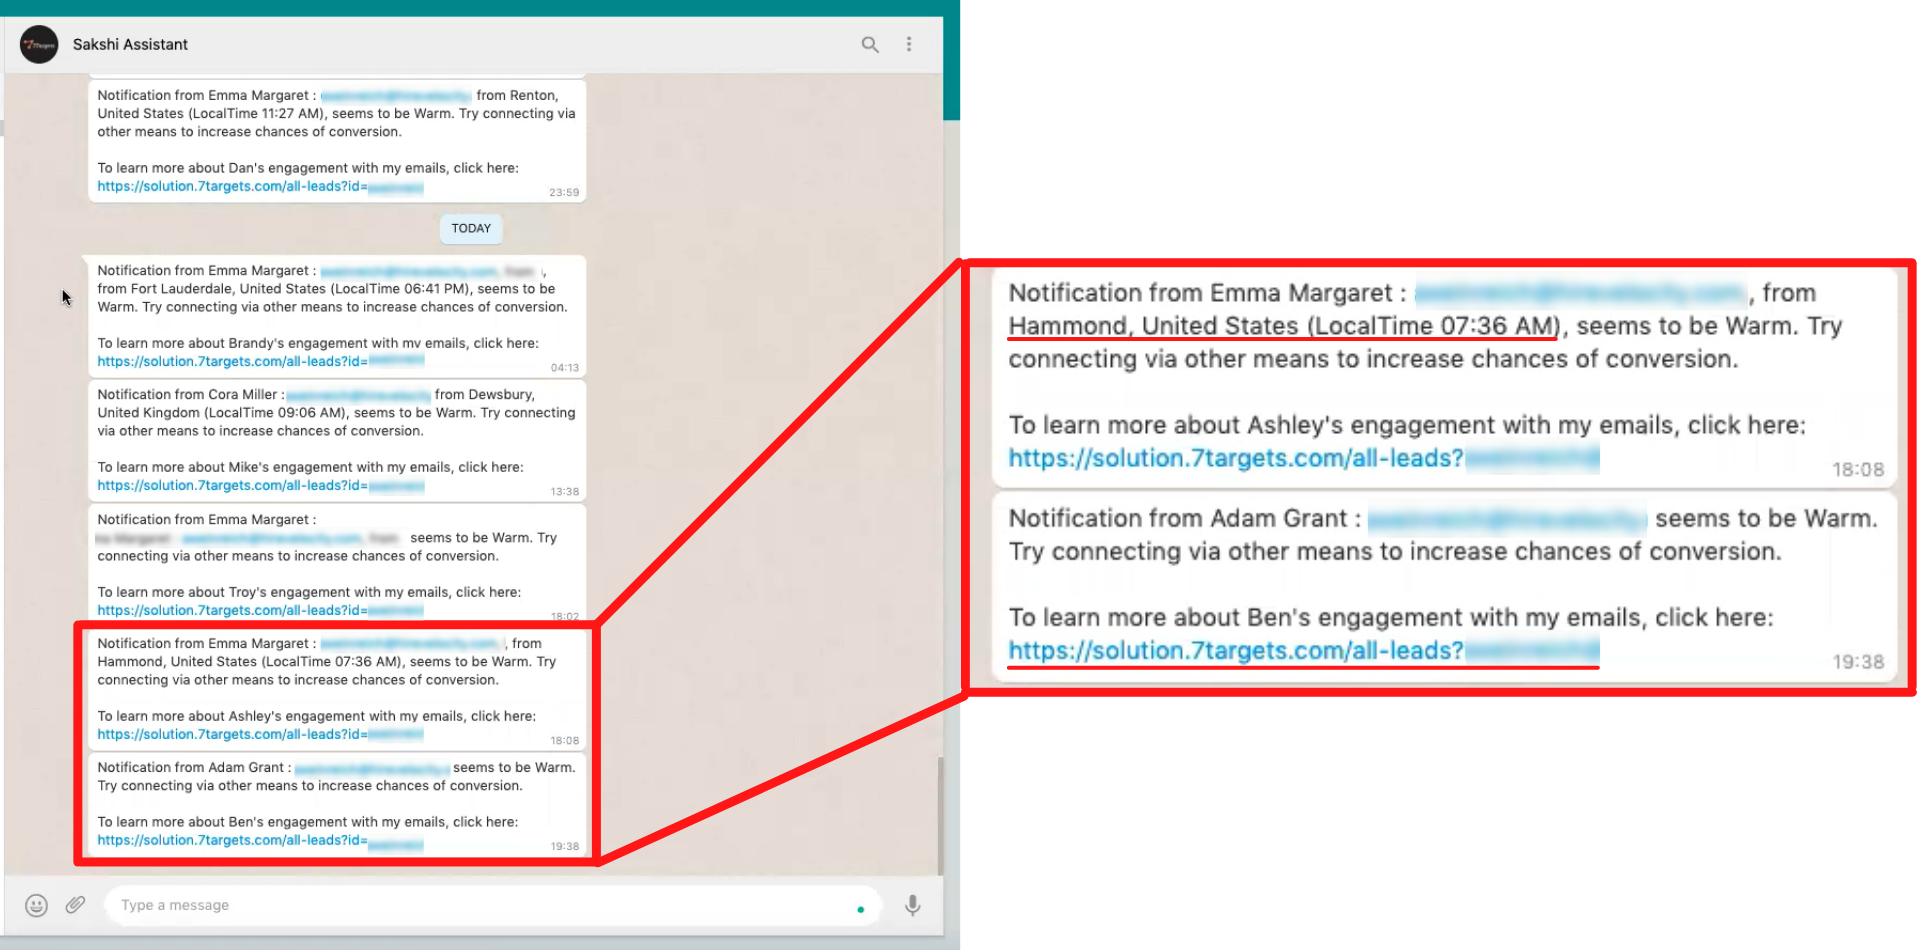 7Targets
Sakshi Assistant
Notification from Emma Margaret : from Renton,
United States (LocalTime 11:27 AM), seems to be Warm. Try connecting via
other means to increase chances of conversion.
To learn more about Dan's engagement with my emails, click here:
https://solution.7targets.com/all-leads?id=
23:59
TODAY
Notification from Emma Margaret : ,
from Fort Lauderdale, United States (LocalTime 06:41 PM), seems to be
Warm. Try connecting via other means to increase chances of conversion.
To learn more about Brandy's engagement with my emails, click here:
https://solution.7targets.com/all-leads?id=
04:13
Notification from Cora Miller : from Dewsbury,
United Kingdom (LocalTime 09:06 AM), seems to be Warm. Try connecting
via other means to increase chances of conversion.
To learn more about Mike's engagement with my emails, click here:
https://solution.7targets.com/all-leads?id=
13:38
Notification from Emma Margaret :
seems to be Warm. Try
connecting via other means to increase chances of conversion.
To learn more about Troy's engagement with my emails, click here:
https://solution.7targets.com/all-leads?id=
18:02
Notification from Emma Margaret : , from
Hammond, United States (LocalTime 07:36 AM), seems to be Warm. Try
connecting via other means to increase chances of conversion.
To learn more about Ashley's engagement with my emails, click here:
https://solution.7targets.com/all-leads?id=
18:08
Notification from Adam Grant : seems to be Warm.
Try connecting via other means to increase chances of conversion.
To learn more about Ben's engagement with my emails, click here:
https://solution.7targets.com/all-leads?id=
19:38
Type a message
Notification from Emma Margaret : , from
Hammond, United States (LocalTime 07:36 AM), seems to be Warm. Try
connecting via other means to increase chances of conversion.
To learn more about Ashley's engagement with my emails, click here:
https://solution.7targets.com/all-leads?
18:08
Notification from Adam Grant : seems to be Warm.
Try connecting via other means to increase chances of conversion.
To learn more about Ben's engagement with my emails, click here:
https://solution.7targets.com/all-leads?
19:38